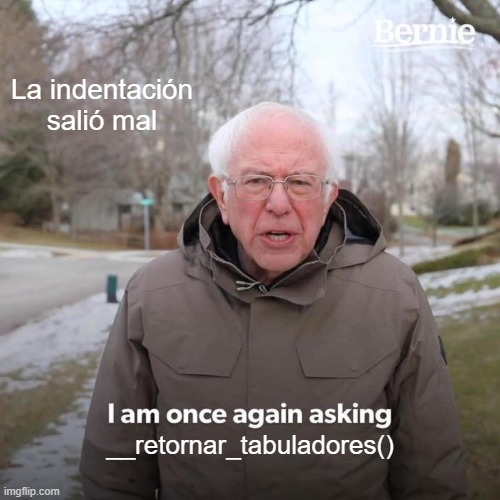 Bernie
La indentación
salió mal
I am once again asking
__retornar_tabuladores()
imgflip.com